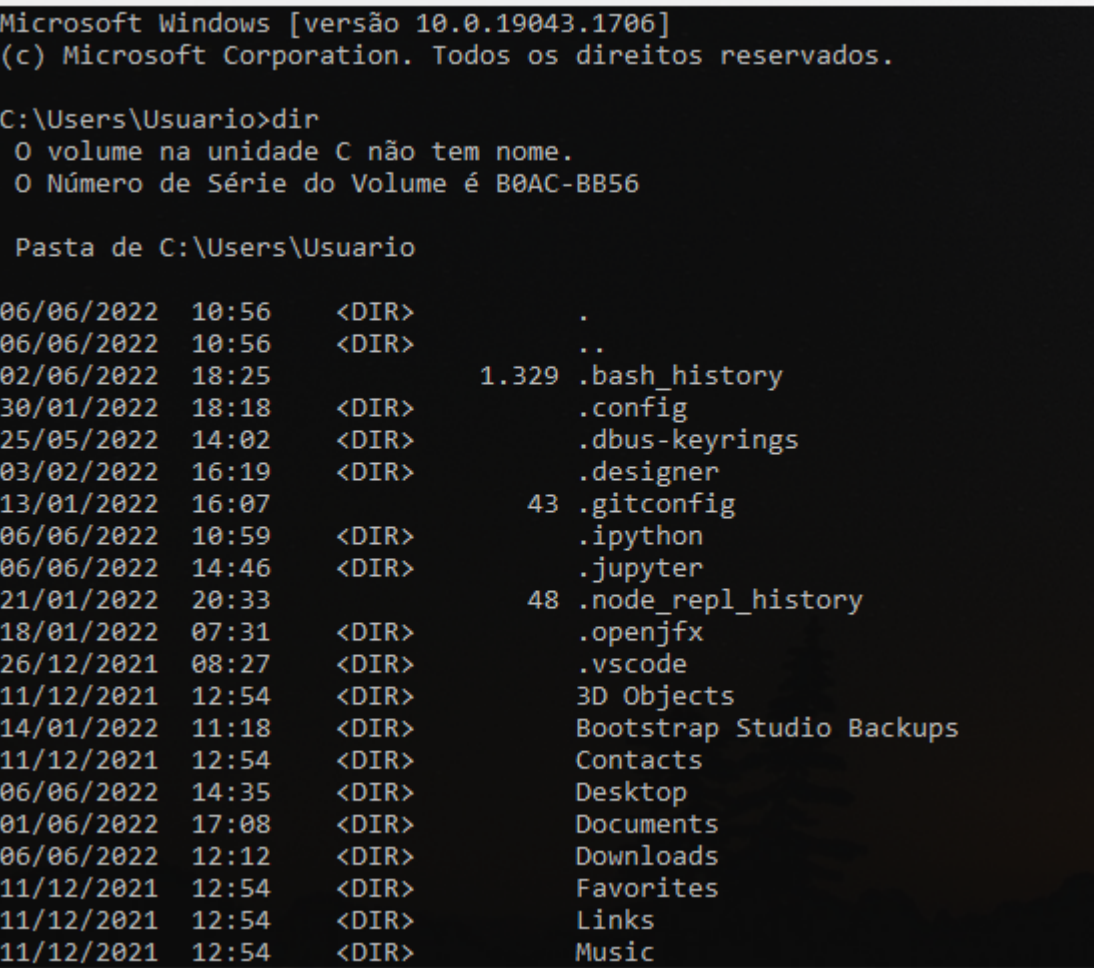 Microsoft Windows [versão 10.0.19043.1706]
(c) Microsoft Corporation. Todos os direitos reservados.
C:\Users\Usuario>dir
O volume na unidade C não tem nome.
O Número de Série do Volume é B0AC-BB56
Pasta de C:\Users\Usuario
06/06/2022  10:56    <DIR>          .
06/06/2022  10:56    <DIR>          ..
02/06/2022  18:25             1.329 .bash_history
30/01/2022  18:18    <DIR>          .config
25/05/2022  14:02    <DIR>          .dbus-keyrings
03/02/2022  16:19    <DIR>          .designer
13/01/2022  16:07                43 .gitconfig
06/06/2022  10:59    <DIR>          .ipython
06/06/2022  14:46    <DIR>          .jupyter
21/01/2022  20:33                48 .node_repl_history
18/01/2022  07:31    <DIR>          .openjfx
26/12/2021  08:27    <DIR>          .vscode
11/12/2021  12:54    <DIR>          3D Objects
14/01/2022  11:18    <DIR>          Bootstrap Studio Backups
11/12/2021  12:54    <DIR>          Contacts
06/06/2022  14:35    <DIR>          Desktop
01/06/2022  17:08    <DIR>          Documents
06/06/2022  12:12    <DIR>          Downloads
11/12/2021  12:54    <DIR>          Favorites
11/12/2021  12:54    <DIR>          Links
11/12/2021  12:54    <DIR>          Music